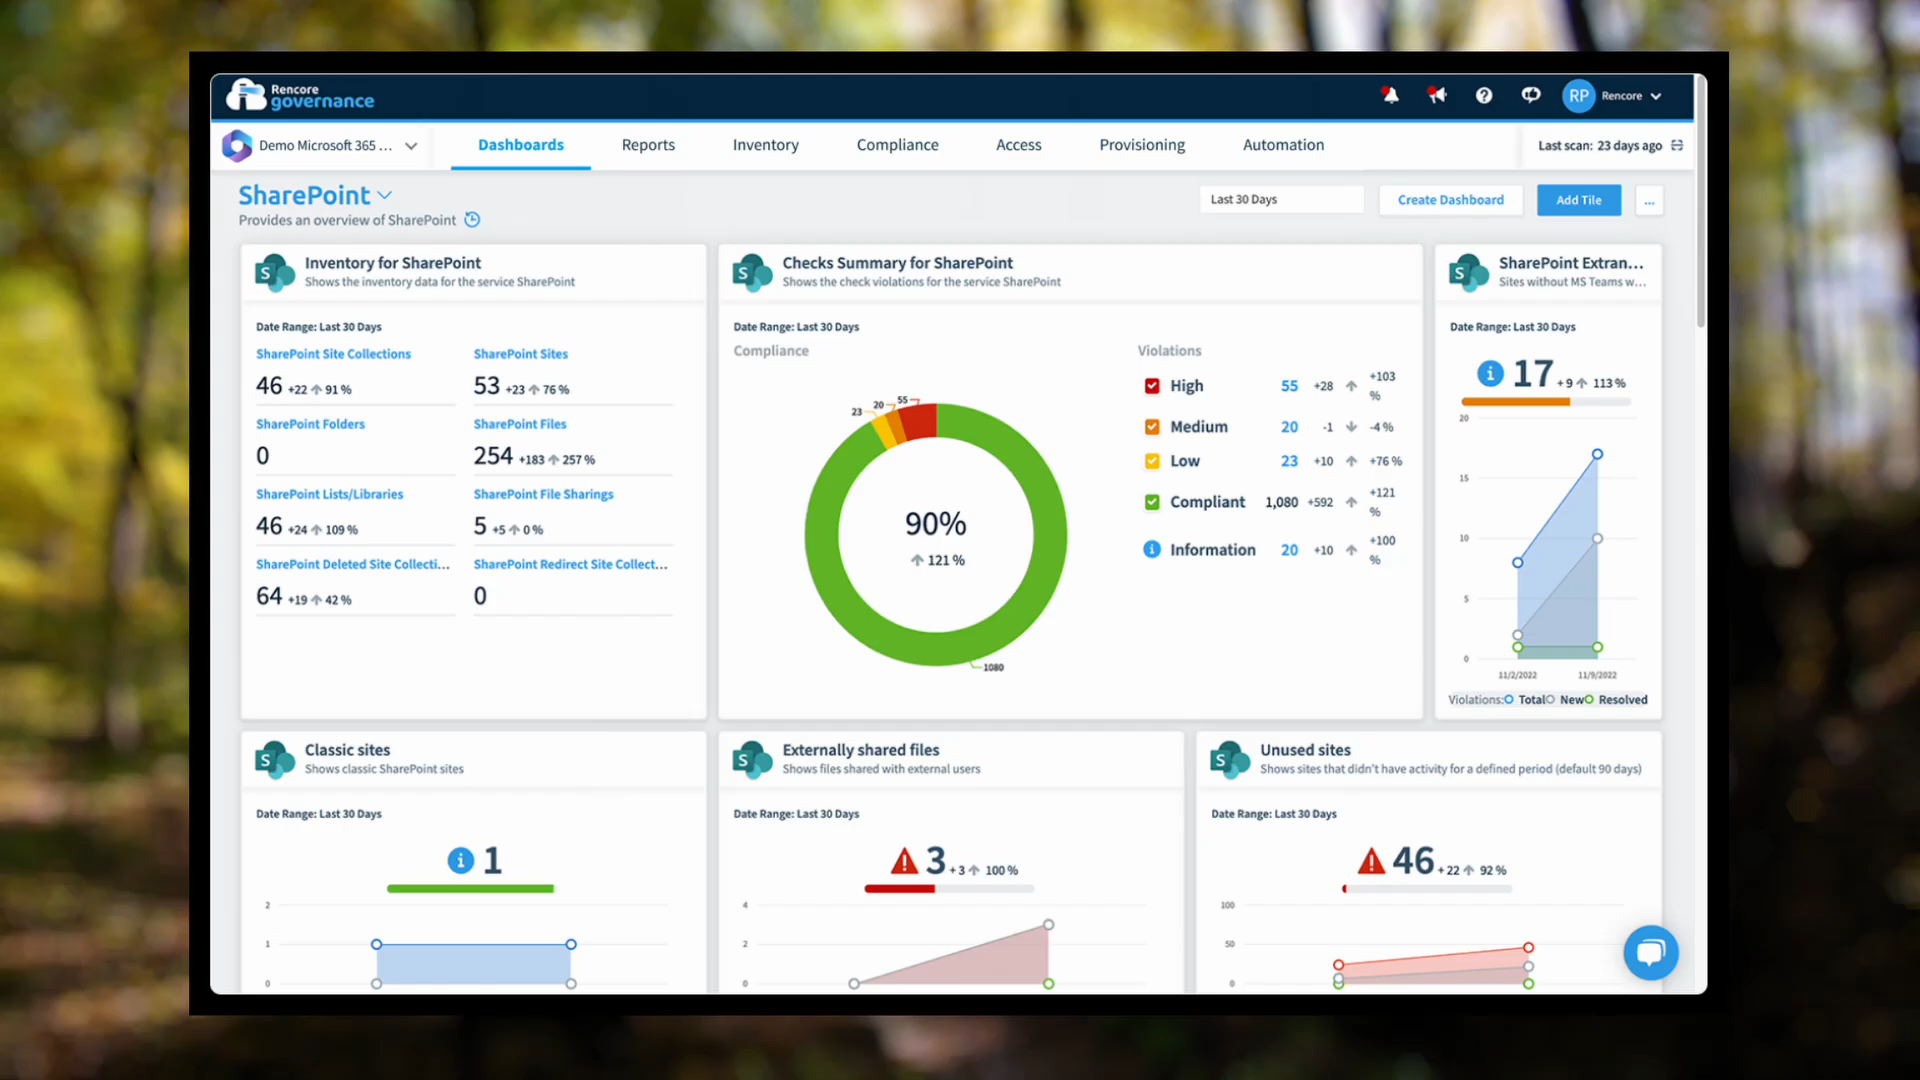 Rencore
governance
RP Rencore
Demo Microsoft 365 ...
Dashboards Reports Inventory Compliance Access Provisioning Automation
Last scan: 23 days ago
SharePoint
Provides an overview of SharePoint
Last 30 Days Create Dashboard Add Tile ...
S Inventory for SharePoint
Shows the inventory data for the service SharePoint
Date Range: Last 30 Days
SharePoint Site Collections SharePoint Sites
46 +22 91 % 53 +23 76 %
SharePoint Folders SharePoint Files
0 254 +183 257 %
SharePoint Lists/Libraries SharePoint File Sharings
46 +24 109 % 5 +5 0 %
SharePoint Deleted Site Collecti... SharePoint Redirect Site Collect...
64 +19 42 % 0
S Checks Summary for SharePoint
Shows the check violations for the service SharePoint
Date Range: Last 30 Days
Compliance
23 20 55
90%
121 %
1080
Violations
High 55 +28 +103 %
Medium 20 -1 -4 %
Low 23 +10 +76 %
Compliant 1,080 +592 +121 %
Information 20 +10 +100 %
S SharePoint Extran...
Sites without MS Teams w...
Date Range: Last 30 Days
17 +9 113 %
20
15
10
5
0
11/2/2022 11/9/2022
Violations: Total New Resolved
S Classic sites
Shows classic SharePoint sites
Date Range: Last 30 Days
1
2
1
0
S Externally shared files
Shows files shared with external users
Date Range: Last 30 Days
3 +3 100 %
4
2
0
S Unused sites
Shows sites that didn't have activity for a defined period (default 90 days)
Date Range: Last 30 Days
46 +22 92 %
100
50
0